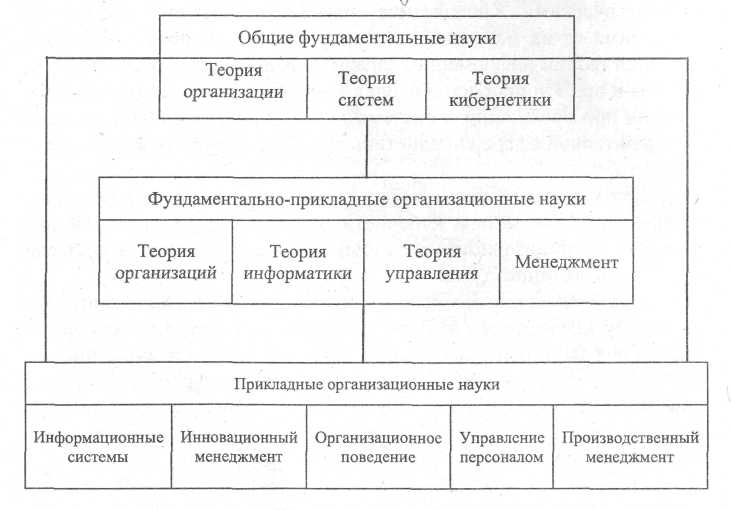 Общие фундаментальные науки
Теория
организации
Теория
систем
Теория
кибернетики
Фундаментально-прикладные организационные науки
Теория
организаций
Теория
информатики
Теория
управления
Менеджмент
Прикладные организационные науки
Информационные
системы
Инновационный
менеджмент
Организационное
поведение
Управление
персоналом
Производственный
менеджмент